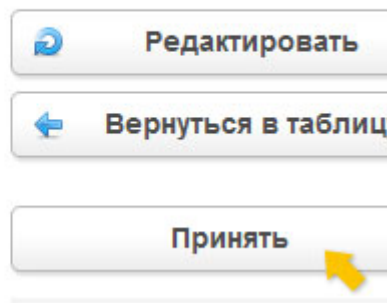 Редактировать
Вернуться в таблиц
Принять